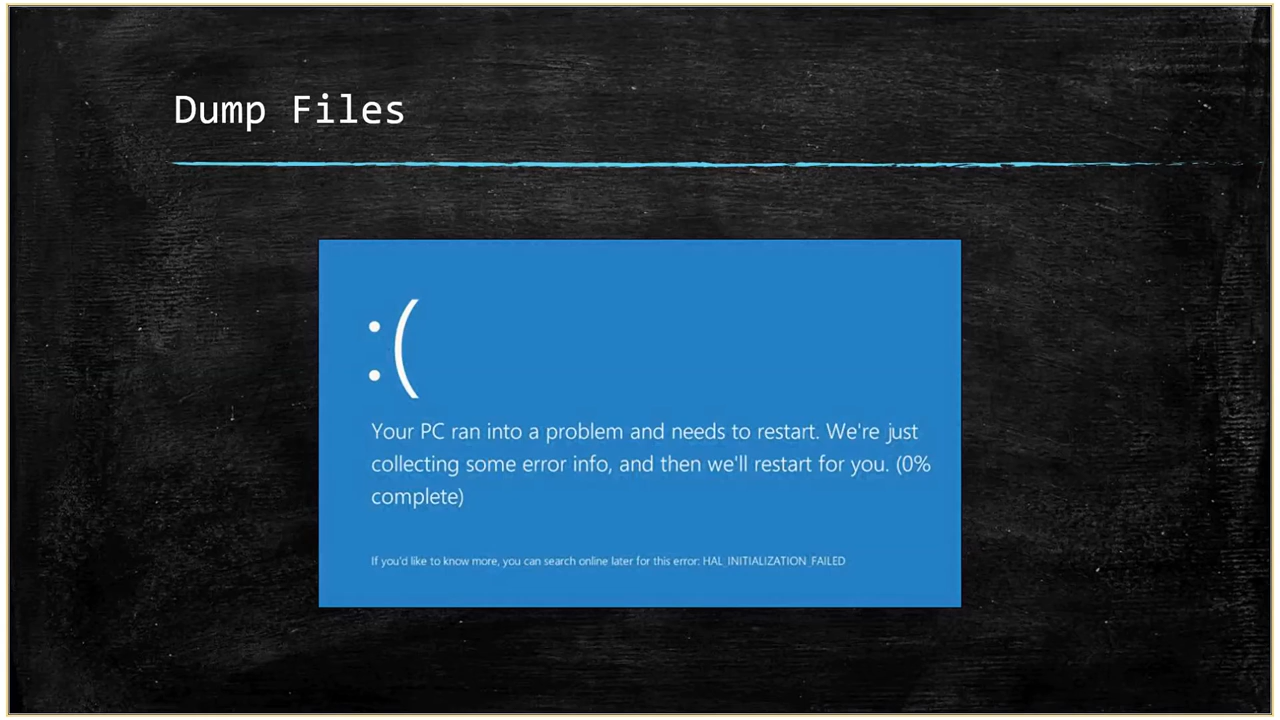 Dump Files
:(
Your PC ran into a problem and needs to restart. We're just
collecting some error info, and then we'll restart for you. (0%
complete)
If you'd like to know more, you can search online later for this error: HAL_INITIALIZATION_FAILED